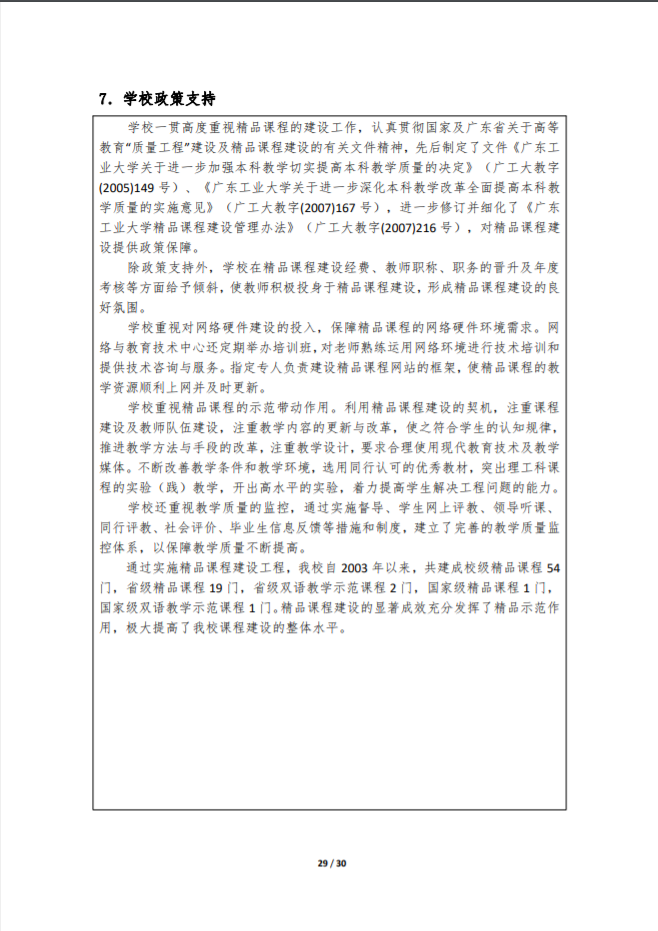 7．学校政策支持
学校一贯高度重视精品课程的建设工作，认真贯彻国家及广东省关于高等
教育“质量工程”建设及精品课程建设的有关文件精神，先后制定了文件《广东工
业大学关于进一步加强本科教学切实提高本科教学质量的决定》（广工大教字
(2005)149 号）、《广东工业大学关于进一步深化本科教学改革全面提高本科教
学质量的实施意见》（广工大教字(2007)167 号），进一步修订并细化了《广东
工业大学精品课程建设管理办法》（广工大教字(2007)216 号），对精品课程建
设提供政策保障。
除政策支持外，学校在精品课程建设经费、教师职称、职务的晋升及年度
考核等方面给予倾斜，使教师积极投身于精品课程建设，形成精品课程建设的良
好氛围。
学校重视对网络硬件建设的投入，保障精品课程的网络硬件环境需求。网
络与教育技术中心还定期举办培训班，对老师熟练运用网络环境进行技术培训和
提供技术咨询与服务。指定专人负责建设精品课程网站的框架，使精品课程的教
学资源顺利上网并及时更新。
学校重视精品课程的示范带动作用。利用精品课程建设的契机，注重课程
建设及教师队伍建设，注重教学内容的更新与改革，使之符合学生的认知规律，
推进教学方法与手段的改革，注重教学设计，要求合理使用现代教育技术及教学
媒体。不断改善教学条件和教学环境，选用同行认可的优秀教材，突出理工科课
程的实验（践）教学，开出高水平的实验，着力提高学生解决工程问题的能力。
学校还重视教学质量的监控，通过实施督导、学生网上评教、领导听课、
同行评教、社会评价、毕业生信息反馈等措施和制度，建立了完善的教学质量监
控体系，以保障教学质量不断提高。
通过实施精品课程建设工程，我校自 2003 年以来，共建成校级精品课程 54
门，省级精品课程 19 门，省级双语教学示范课程 2 门，国家级精品课程 1 门，
国家级双语教学示范课程 1 门。精品课程建设的显著成效充分发挥了精品示范作
用，极大提高了我校课程建设的整体水平。
29 / 30